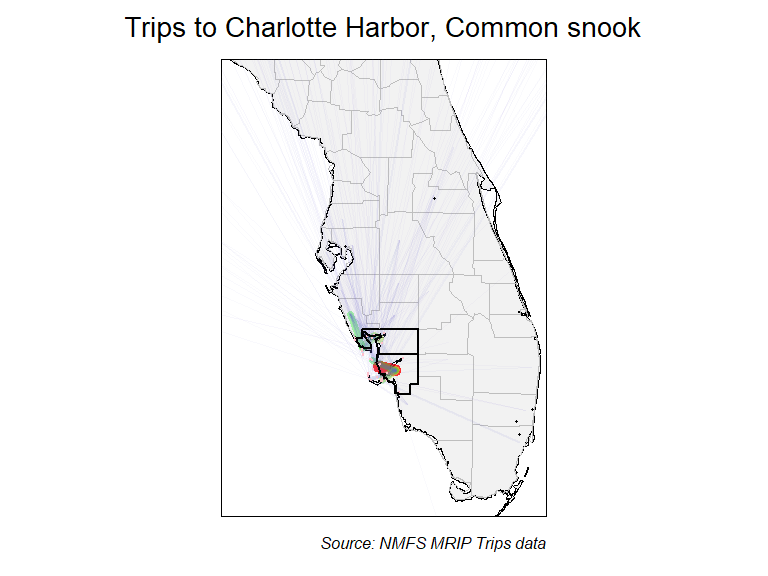 Trips to Charlotte Harbor, Common snook
Source: NMFS MRIP Trips data